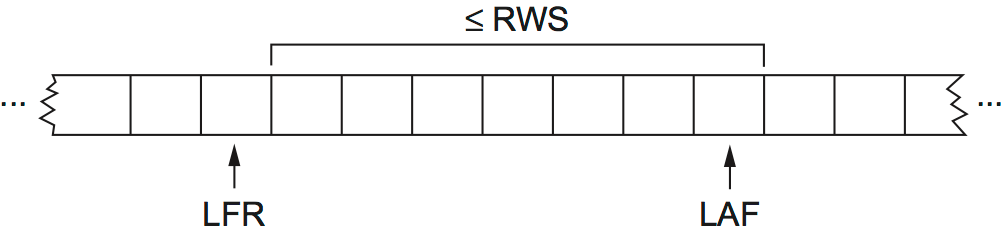 ≤ RWS
... ...
LFR LAF